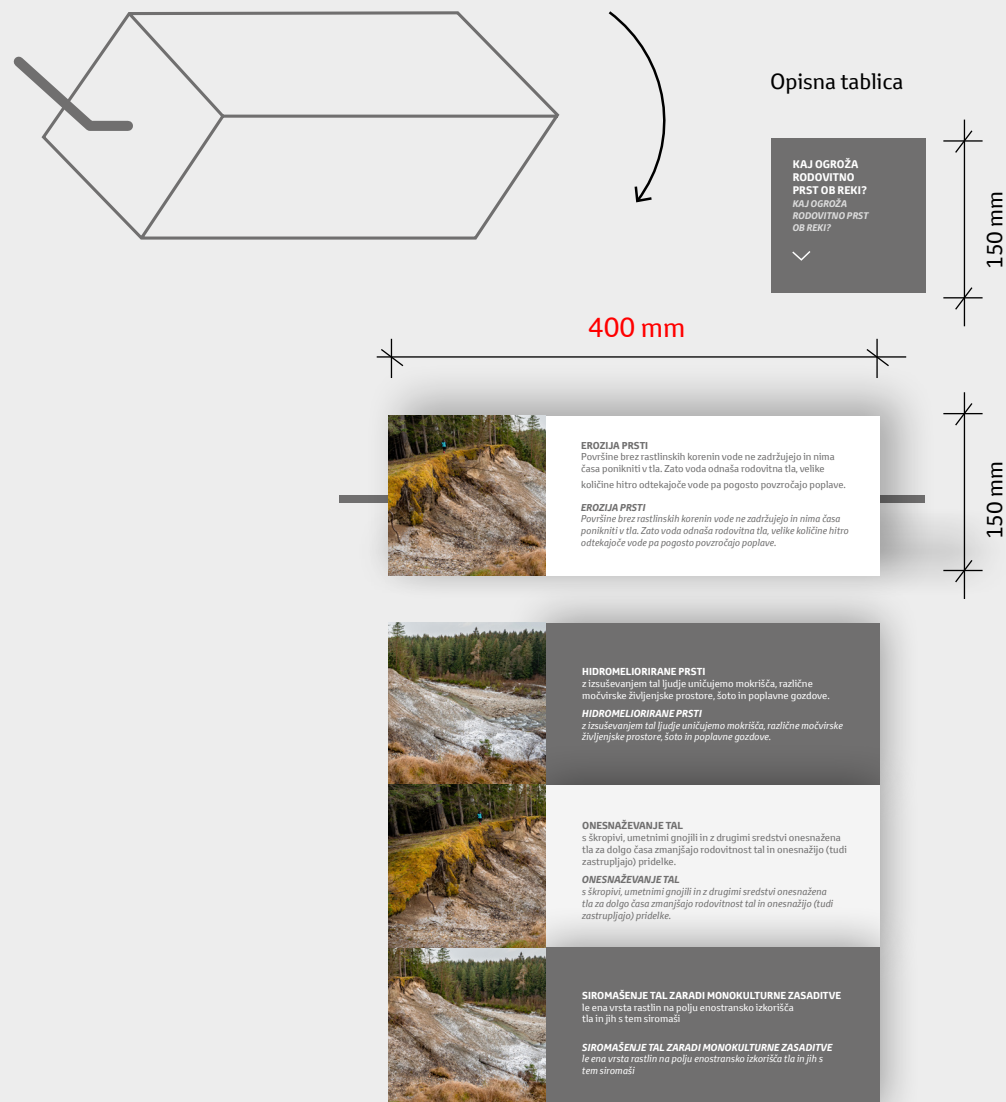 Opisna tablica
KAJ OGROŽA
RODOVITNO
PRST OB REKI?
KAJ OGROŽA
RODOVITNO PRST
OB REKI?
150 mm
400 mm
EROZIJA PRSTI
Površine brez rastlinskih korenin vode ne zadržujejo in nima
časa ponikniti v tla. Zato voda odnaša rodovitna tla, velike
količine hitro odtekajoče vode pa pogosto povzročajo poplave.
EROZIJA PRSTI
Površine brez rastlinskih korenin vode ne zadržujejo in nima časa
ponikniti v tla. Zato voda odnaša rodovitna tla, velike količine hitro
odtekajoče vode pa pogosto povzročajo poplave.
150 mm
HIDROMELIORIRANE PRSTI
z izsuševanjem tal ljudje uničujemo mokrišča, različne
močvirske življenjske prostore, šoto in poplavne gozdove.
HIDROMELIORIRANE PRSTI
z izsuševanjem tal ljudje uničujemo mokrišča, različne močvirske
življenjske prostore, šoto in poplavne gozdove.
ONESNAŽEVANJE TAL
s škropivi, umetnimi gnojili in z drugimi sredstvi onesnažena
tla za dolgo časa zmanjšajo rodovitnost tal in onesnažijo (tudi
zastrupljajo) pridelke.
ONESNAŽEVANJE TAL
s škropivi, umetnimi gnojili in z drugimi sredstvi onesnažena
tla za dolgo časa zmanjšajo rodovitnost tal in onesnažijo (tudi
zastrupljajo) pridelke.
SIROMAŠENJE TAL ZARADI MONOKULTURNE ZASADITVE
le ena vrsta rastlin na polju enostransko izkorišča
tla in jih s tem siromaši
SIROMAŠENJE TAL ZARADI MONOKULTURNE ZASADITVE
le ena vrsta rastlin na polju enostransko izkorišča tla in jih s
tem siromaši